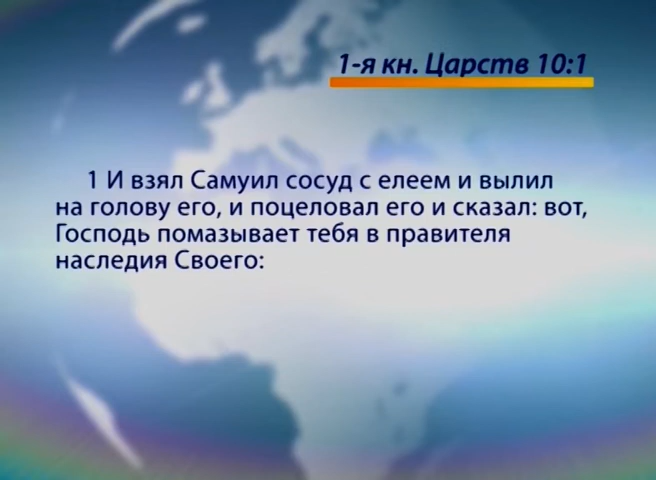 1-я кн. Царств 10:1
1 И взял Самуил сосуд с елеем и вылил
на голову его, и поцеловал его и сказал: вот,
Господь помазывает тебя в правителя
наследия Своего: